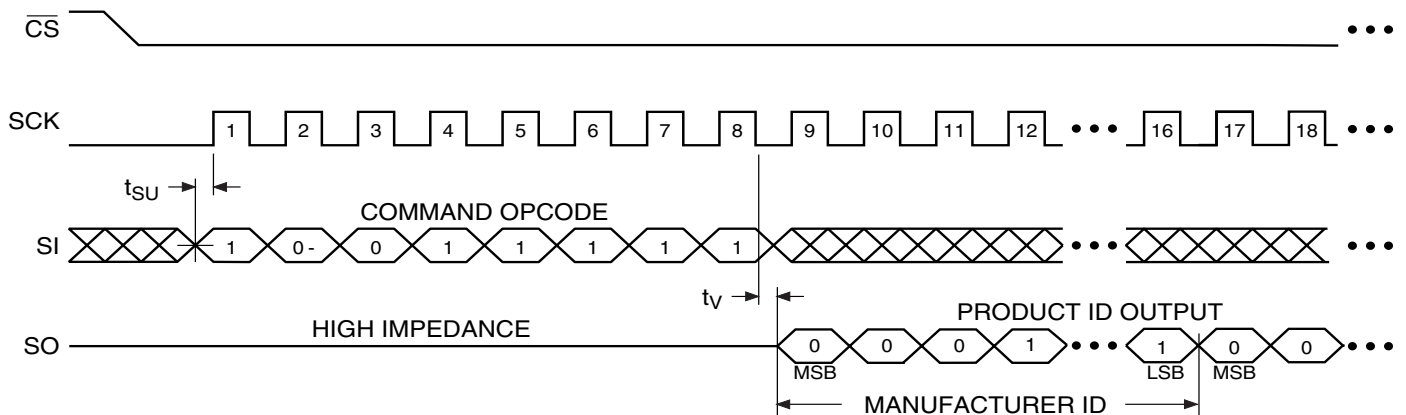 CS
SCK 1 2 3 4 5 6 7 8 9 10 11 12 ••• 16 17 18 •••
tSU
COMMAND OPCODE
SI 1 0- 0 1 1 1 1 1
tV
HIGH IMPEDANCE PRODUCT ID OUTPUT
SO 0 0 0 1 ••• 1 0 0 •••
MSB LSB MSB
MANUFACTURER ID